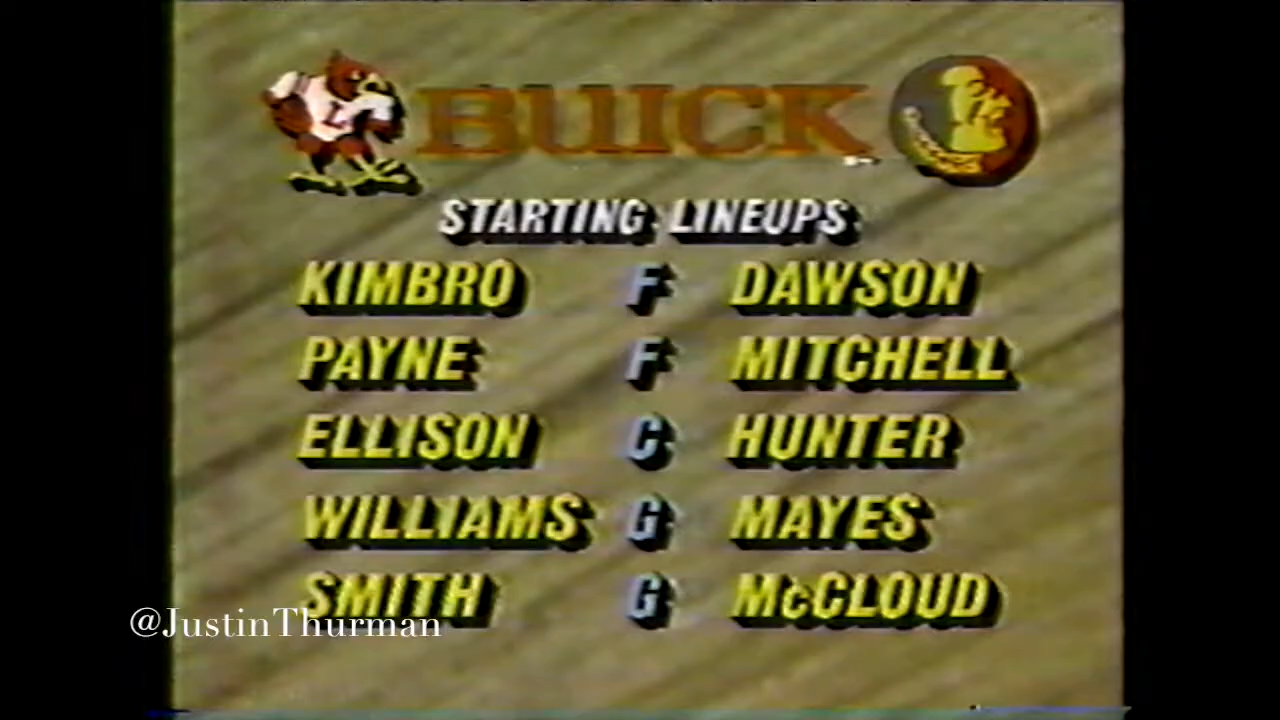 BUICK
STARTING LINEUPS
KIMBRO F DAWSON
PAYNE F MITCHELL
ELLISON C HUNTER
WILLIAMS G MAYES
SMITH G McCLOUD
@JustinThurman